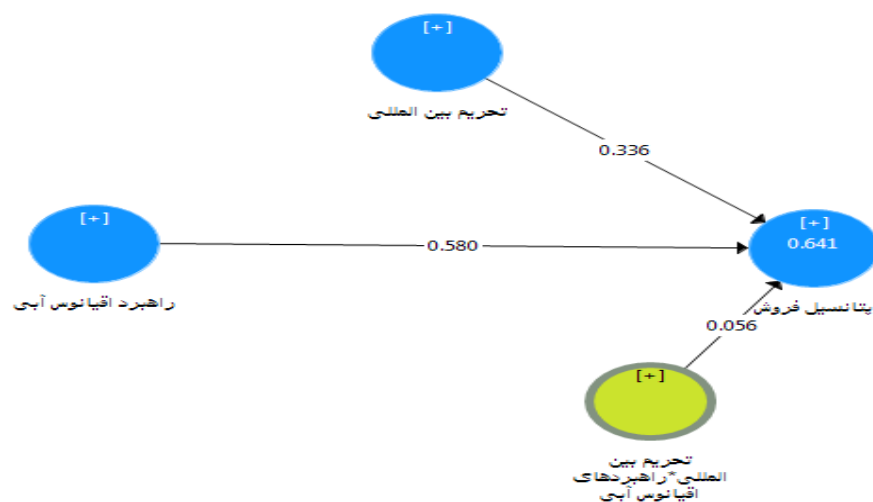 [+]
تحریم بین المللی
0.336
[+]
راهبرد اقیانوس آبی
0.580
[+]
0.641
پتانسیل فروش
0.056
[+]
تحریم بین
المللی*راهبردهای
اقیانوس آبی